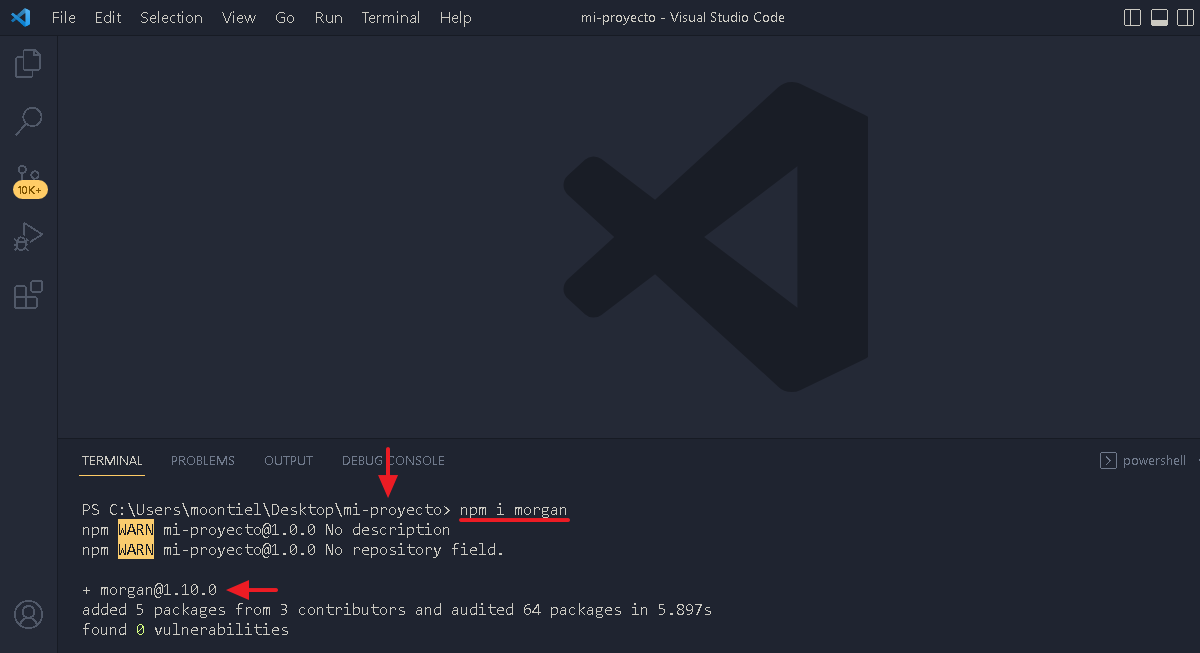 File Edit Selection View Go Run Terminal Help mi-proyecto - Visual Studio Code
10K+
TERMINAL PROBLEMS OUTPUT DEBUG CONSOLE powershell
PS C:\Users\moontiel\Desktop\mi-proyecto> npm i morgan
npm WARN mi-proyecto@1.0.0 No description
npm WARN mi-proyecto@1.0.0 No repository field.
+ morgan@1.10.0
added 5 packages from 3 contributors and audited 64 packages in 5.897s
found 0 vulnerabilities